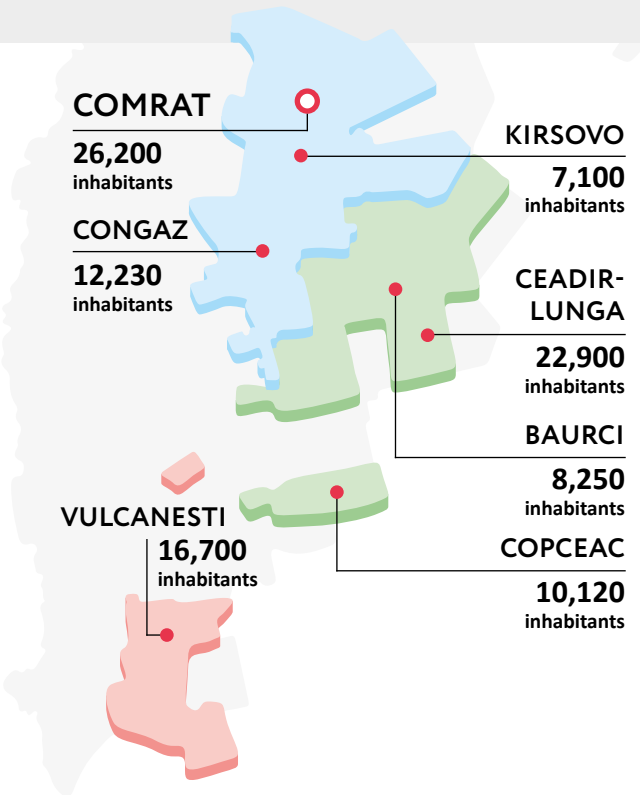 COMRAT
26,200
inhabitants
CONGAZ
12,230
inhabitants
KIRSOVO
7,100
inhabitants
CEADIR-
LUNGA
22,900
inhabitants
BAURCI
8,250
inhabitants
VULCANESTI
16,700
inhabitants
COPCEAC
10,120
inhabitants